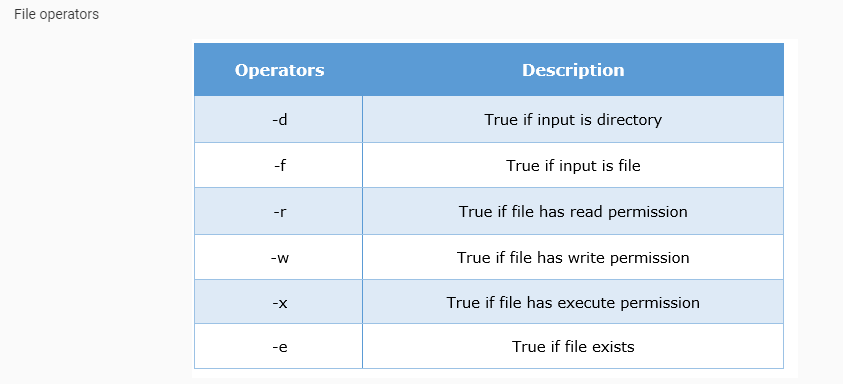 File operators
Operators Description
-d True if input is directory
-f True if input is file
-r True if file has read permission
-w True if file has write permission
-x True if file has execute permission
-e True if file exists